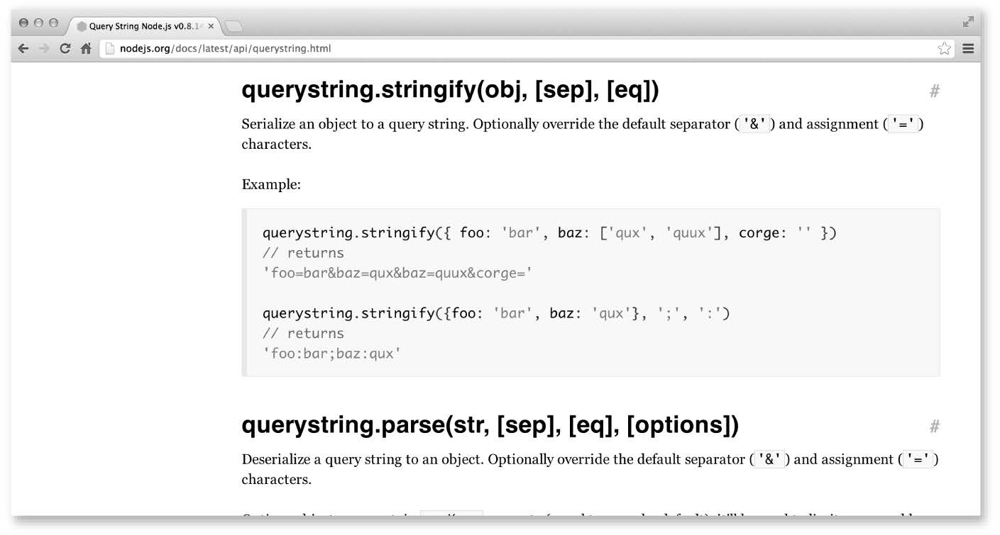 Query String Node.js v0.8.14
nodejs.org/docs/latest/api/querystring.html
querystring.stringify(obj, [sep], [eq])
#
Serialize an object to a query string. Optionally override the default separator ('&') and assignment ('=')
characters.
Example:
querystring.stringify({ foo: 'bar', baz: ['qux', 'quux'], corge: '' })
// returns
'foo=bar&baz=qux&baz=quux&corge='
querystring.stringify({foo: 'bar', baz: 'qux'}, ';', ':')
// returns
'foo:bar;baz:qux'
querystring.parse(str, [sep], [eq], [options])
#
Deserialize a query string to an object. Optionally override the default separator ('&') and assignment ('=')
characters.